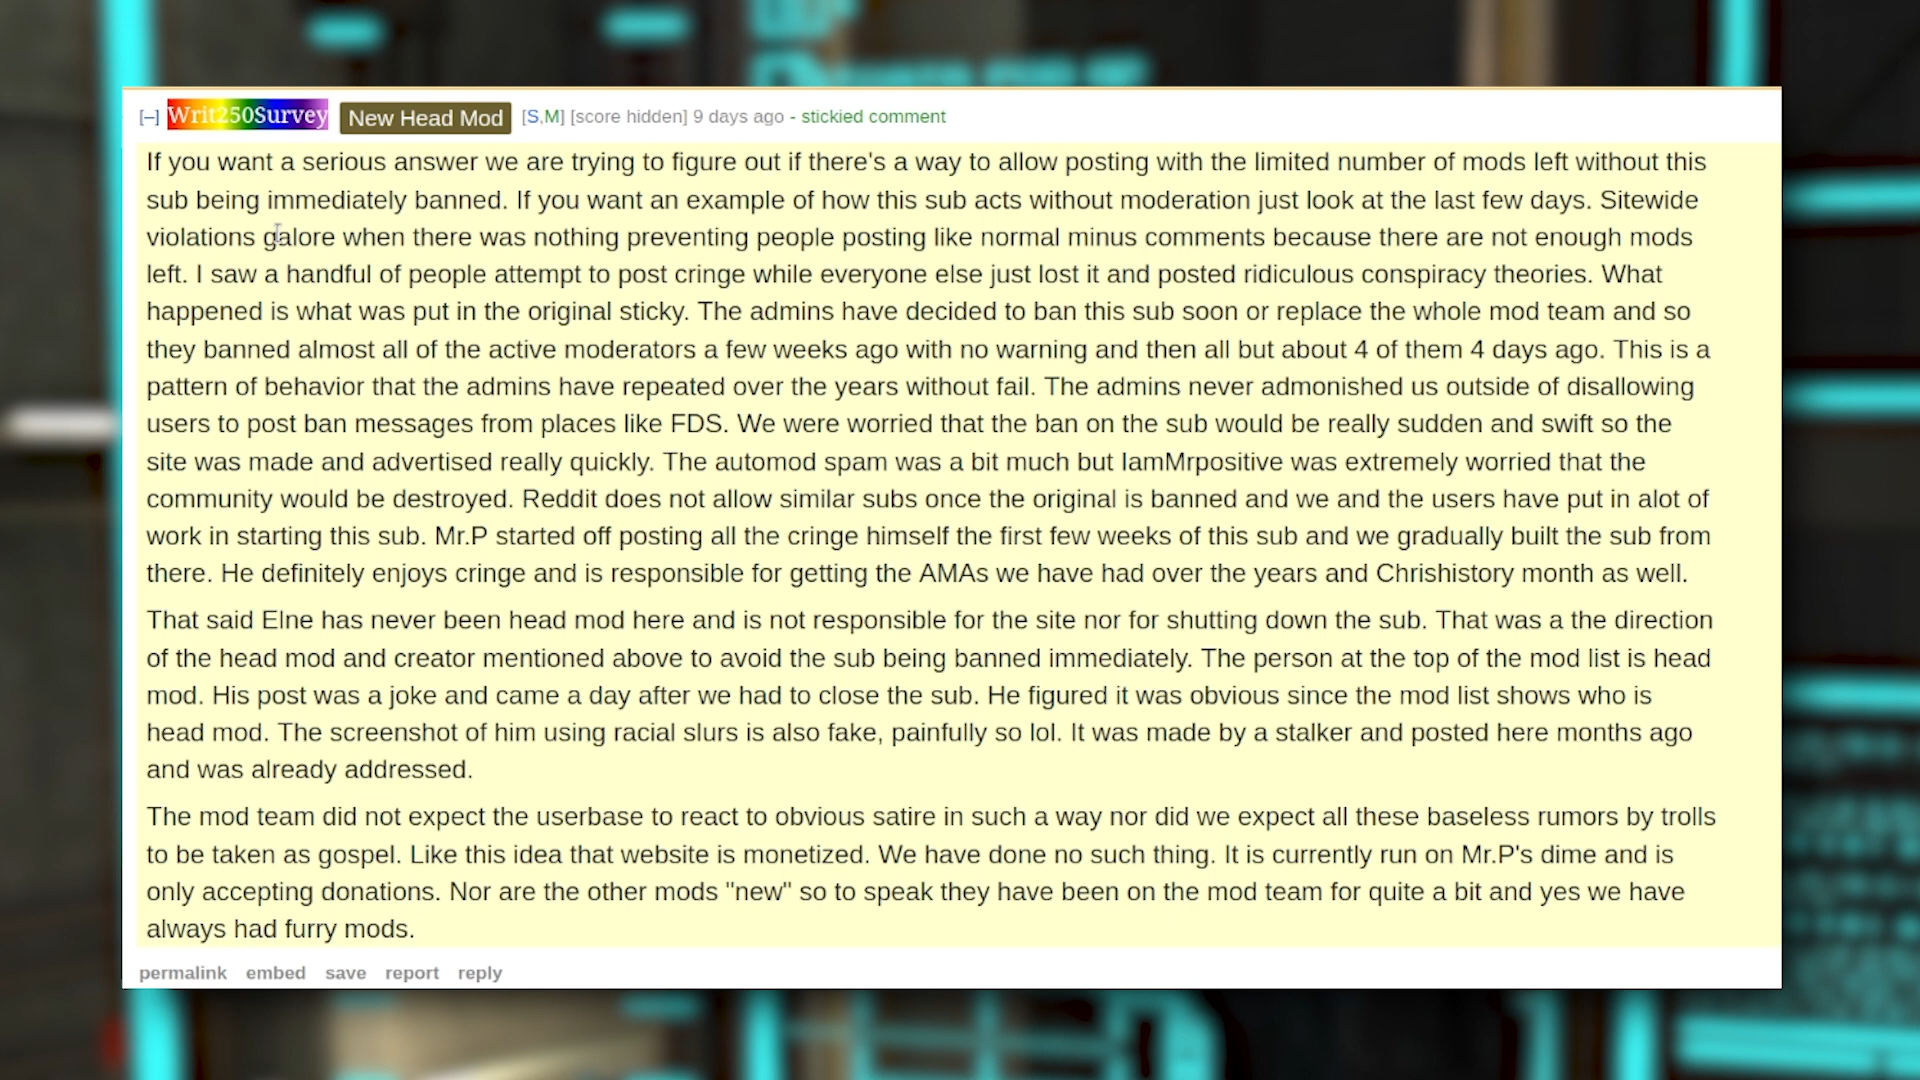 [–] Writ250Survey New Head Mod [S,M] [score hidden] 9 days ago - stickied comment
If you want a serious answer we are trying to figure out if there's a way to allow posting with the limited number of mods left without this
sub being immediately banned. If you want an example of how this sub acts without moderation just look at the last few days. Sitewide
violations galore when there was nothing preventing people posting like normal minus comments because there are not enough mods
left. I saw a handful of people attempt to post cringe while everyone else just lost it and posted ridiculous conspiracy theories. What
happened is what was put in the original sticky. The admins have decided to ban this sub soon or replace the whole mod team and so
they banned almost all of the active moderators a few weeks ago with no warning and then all but about 4 of them 4 days ago. This is a
pattern of behavior that the admins have repeated over the years without fail. The admins never admonished us outside of disallowing
users to post ban messages from places like FDS. We were worried that the ban on the sub would be really sudden and swift so the
site was made and advertised really quickly. The automod spam was a bit much but IamMrpositive was extremely worried that the
community would be destroyed. Reddit does not allow similar subs once the original is banned and we and the users have put in alot of
work in starting this sub. Mr.P started off posting all the cringe himself the first few weeks of this sub and we gradually built the sub from
there. He definitely enjoys cringe and is responsible for getting the AMAs we have had over the years and Chrishistory month as well.
That said Elne has never been head mod here and is not responsible for the site nor for shutting down the sub. That was a the direction
of the head mod and creator mentioned above to avoid the sub being banned immediately. The person at the top of the mod list is head
mod. His post was a joke and came a day after we had to close the sub. He figured it was obvious since the mod list shows who is
head mod. The screenshot of him using racial slurs is also fake, painfully so lol. It was made by a stalker and posted here months ago
and was already addressed.
The mod team did not expect the userbase to react to obvious satire in such a way nor did we expect all these baseless rumors by trolls
to be taken as gospel. Like this idea that website is monetized. We have done no such thing. It is currently run on Mr.P's dime and is
only accepting donations. Nor are the other mods "new" so to speak they have been on the mod team for quite a bit and yes we have
always had furry mods.
permalink embed save report reply